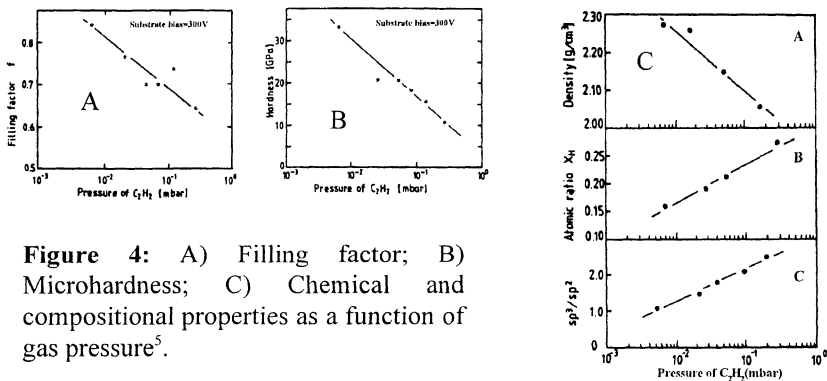 Substrate bias=300V
0.8
0.7
0.6
0.5
Filling factor f
A
10⁻³ 10⁻² 10⁻¹ 10⁰
Pressure of C₂H₂ (mbar)
Substrate bias=300V
30
20
10
0
Hardness [GPa]
B
10⁻³ 10⁻² 10⁻¹ 10⁰
Pressure of C₂H₂ (mbar)
Figure 4: A) Filling factor; B)
Microhardness; C) Chemical and
compositional properties as a function of
gas pressure⁵.
2.30
2.20
2.10
2.00
Density [g/cm³]
C
A
0.25
0.20
0.15
0.10
Atomic ratio X_H
B
2.0
1.0
0
sp³/sp²
C
10⁻³ 10⁻² 10⁻¹ 10⁰
Pressure of C₂H₂(mbar)